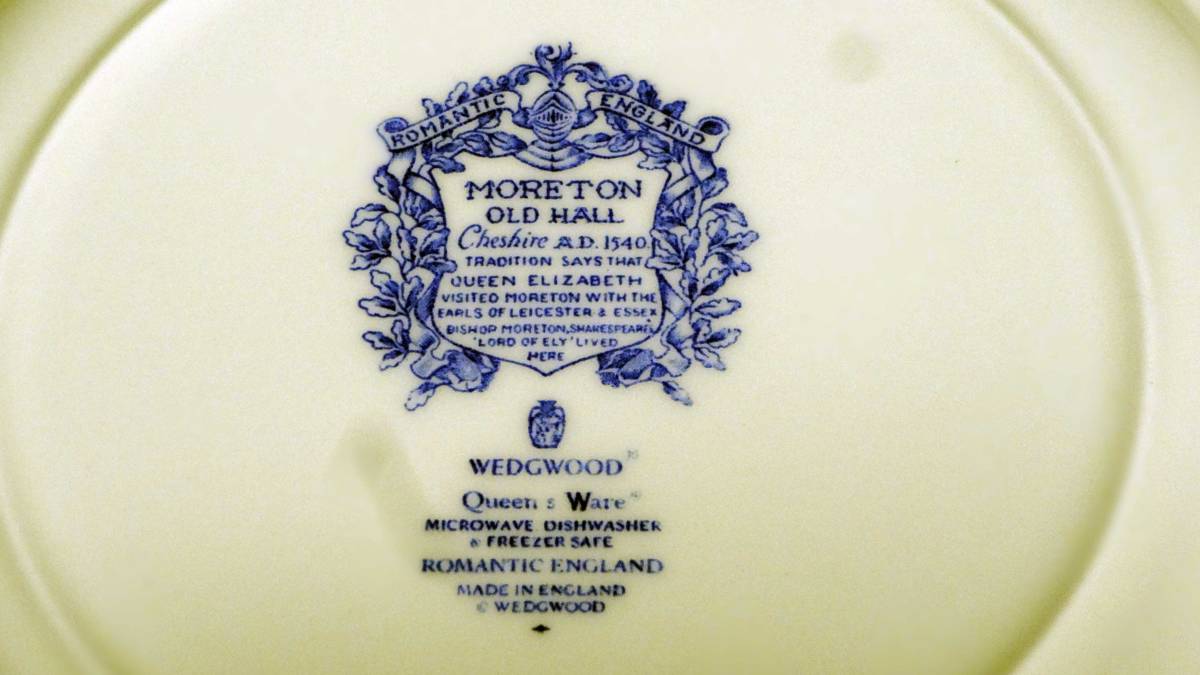 ROMANTIC ENGLAND
MORETON
OLD HALL
Cheshire A.D. 1540.
TRADITION SAYS THAT
QUEEN ELIZABETH
VISITED MORETON WITH THE
EARLS OF LEICESTER & ESSEX
BISHOP MORETON, SHAKESPEARE'S
'LORD OF ELY' LIVED
HERE
WEDGWOOD®
Queen's Ware®
MICROWAVE DISHWASHER
& FREEZER SAFE
ROMANTIC ENGLAND
MADE IN ENGLAND
© WEDGWOOD